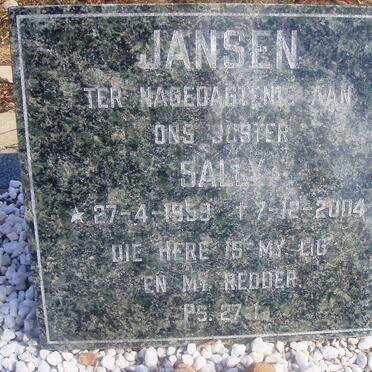 JANSEN
TER NAGEDAGTENIS AAN
ONS SUSTER
SALLY
★ 27-4-1953 † 7-12-2004
DIE HERE IS MY LIG
EN MY REDDER
PS. 27:1